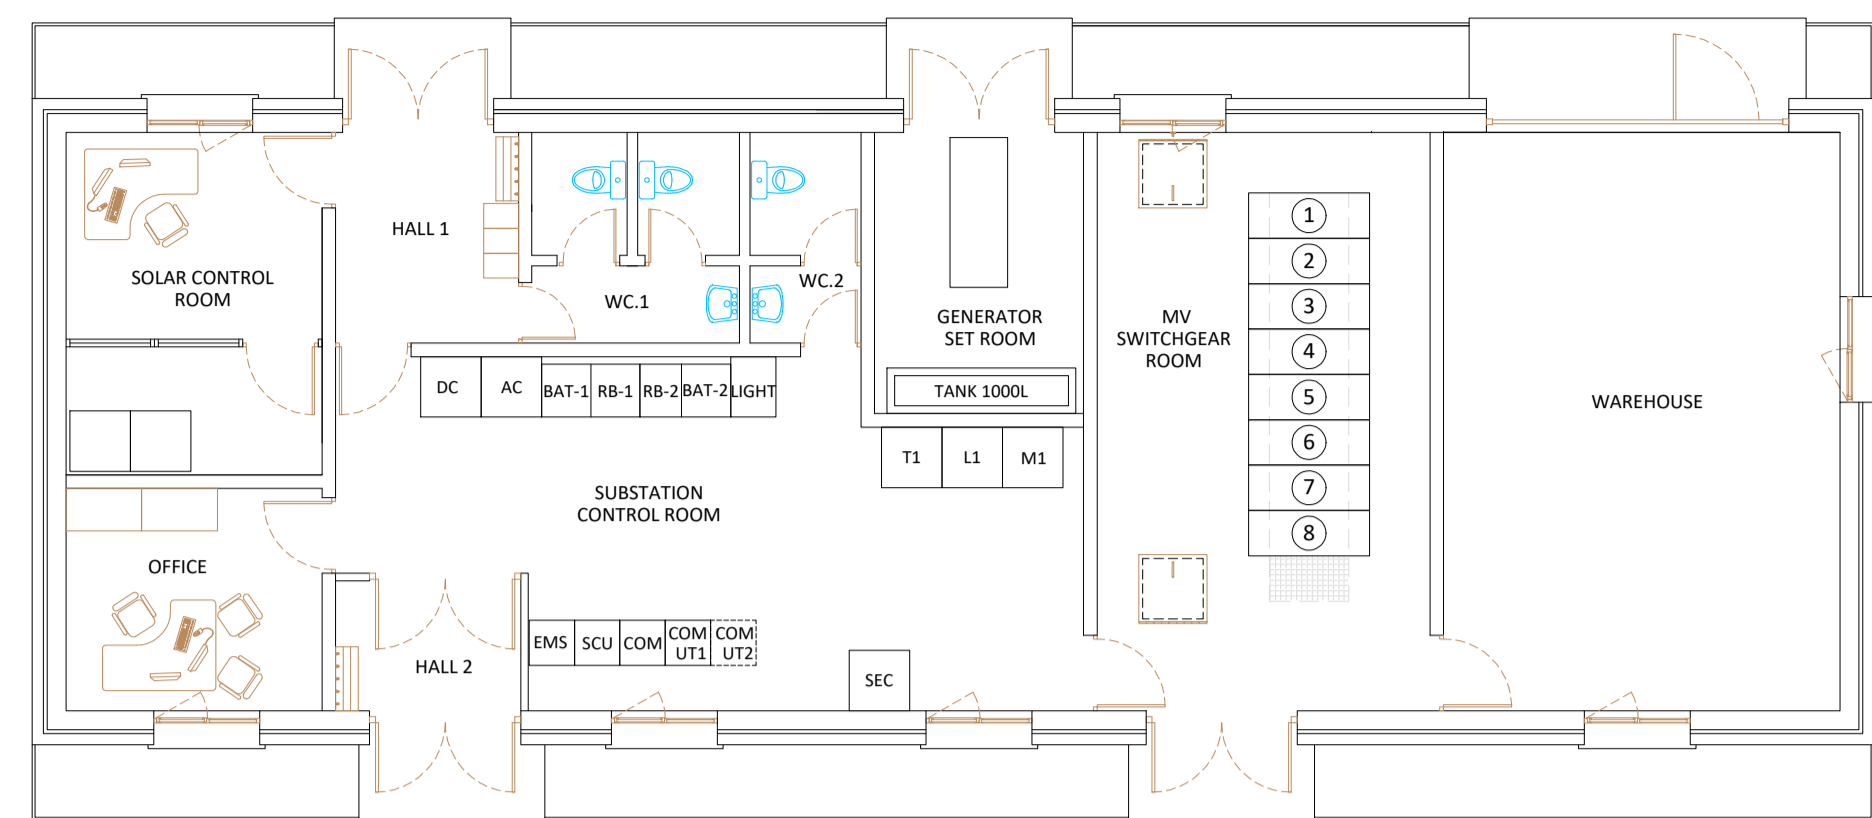 HALL 1
SOLAR CONTROL
ROOM
WC.1
WC.2
GENERATOR
SET ROOM
TANK 1000L
MV
SWITCHGEAR
ROOM
1
2
3
4
5
6
7
8
WAREHOUSE
DC
AC
BAT-1
RB-1
RB-2
BAT-2
LIGHT
T1
L1
M1
SUBSTATION
CONTROL ROOM
OFFICE
HALL 2
EMS
SCU
COM
COM
UT1
COM
UT2
SEC